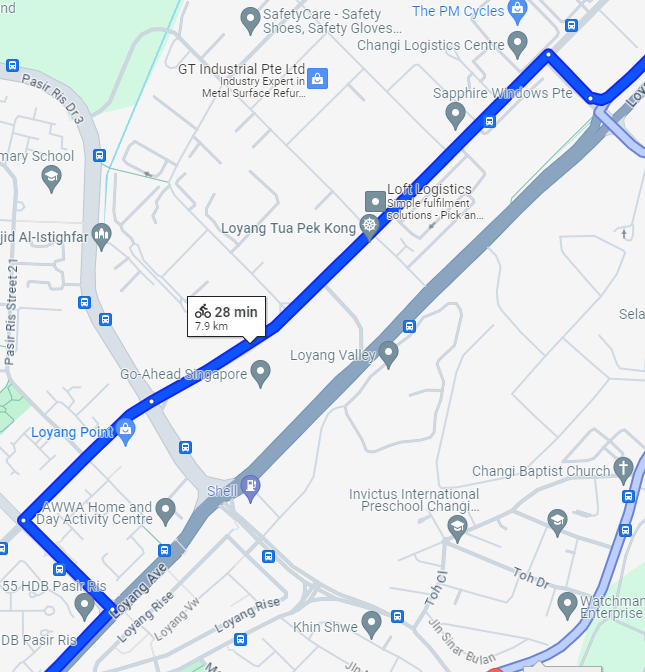 nd
SafetyCare - Safety
Shoes, Safety Gloves...
The PM Cycles
Changi Logistics Centre
GT Industrial Pte Ltd
Industry Expert in
Metal Surface Refur...
Pasir Ris Dr 3
Sapphire Windows Pte
mary School
Loft Logistics
Simple fulfilment
solutions - Pick an...
Loyang Tua Pek Kong
jid Al-Istighfar
Pasir Ris Street 21
28 min
7.9 km
Sela
Loyang Valley
Go-Ahead Singapore
Loyang Point
Changi Baptist Church
Shell
Invictus International
Preschool Changi...
AWWA Home and
Day Activity Centre
Loyang Ave
Toh Cl
Toh Dr
55 HDB Pasir Ris
Loyang Rise
Loyang Vw
Loyang Rise
Watchman
Enterprise
Khin Shwe
Jln Sinar Bulan
DB Pasir Ris